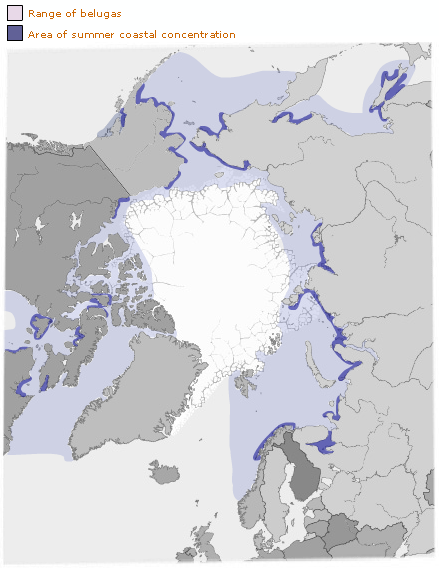 Range of belugas
Area of summer coastal concentration